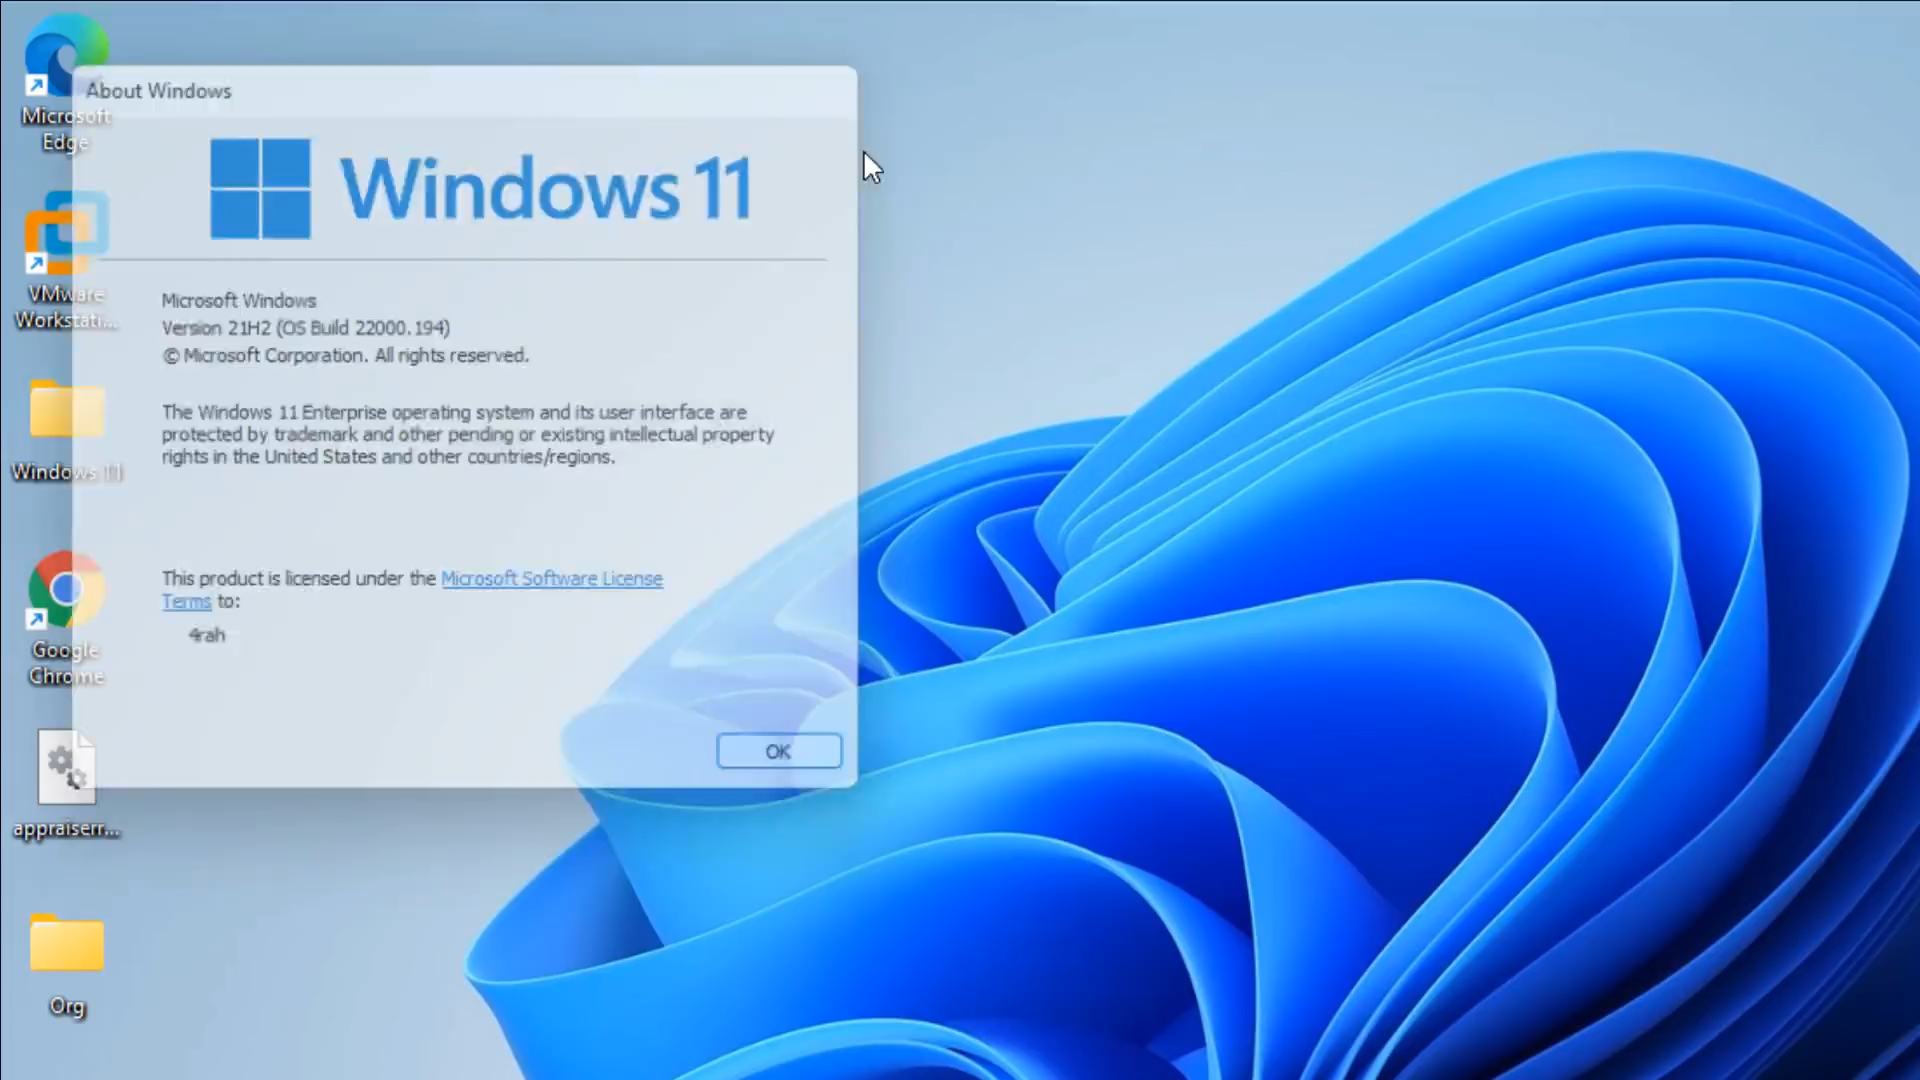 Microsoft
Edge
VMware
Workstati...
Windows 11
Google
Chrome
appraiserr...
Org
About Windows
Windows 11
Microsoft Windows
Version 21H2 (OS Build 22000.194)
© Microsoft Corporation. All rights reserved.
The Windows 11 Enterprise operating system and its user interface are
protected by trademark and other pending or existing intellectual property
rights in the United States and other countries/regions.
This product is licensed under the Microsoft Software License
Terms to:
4rah
OK